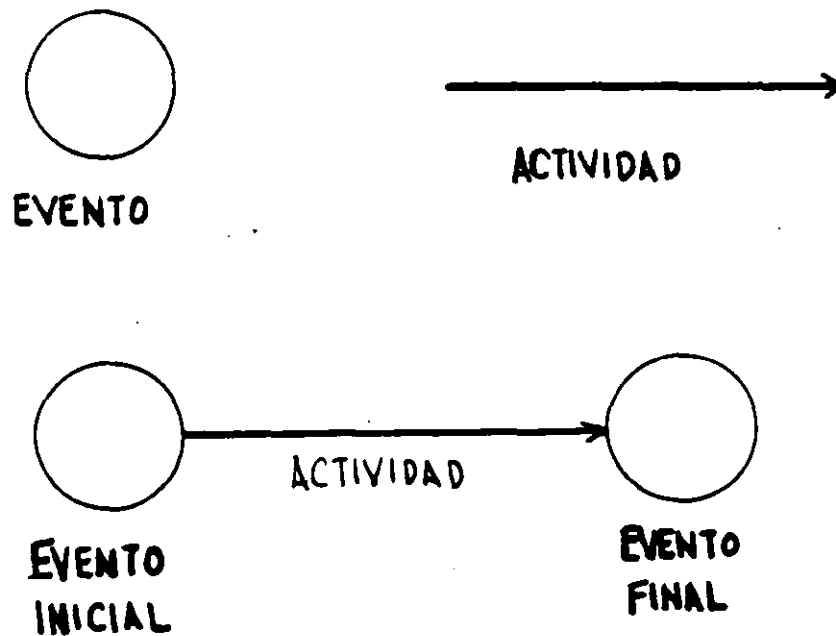 EVENTO
ACTIVIDAD
ACTIVIDAD
EVENTO
INICIAL
EVENTO
FINAL